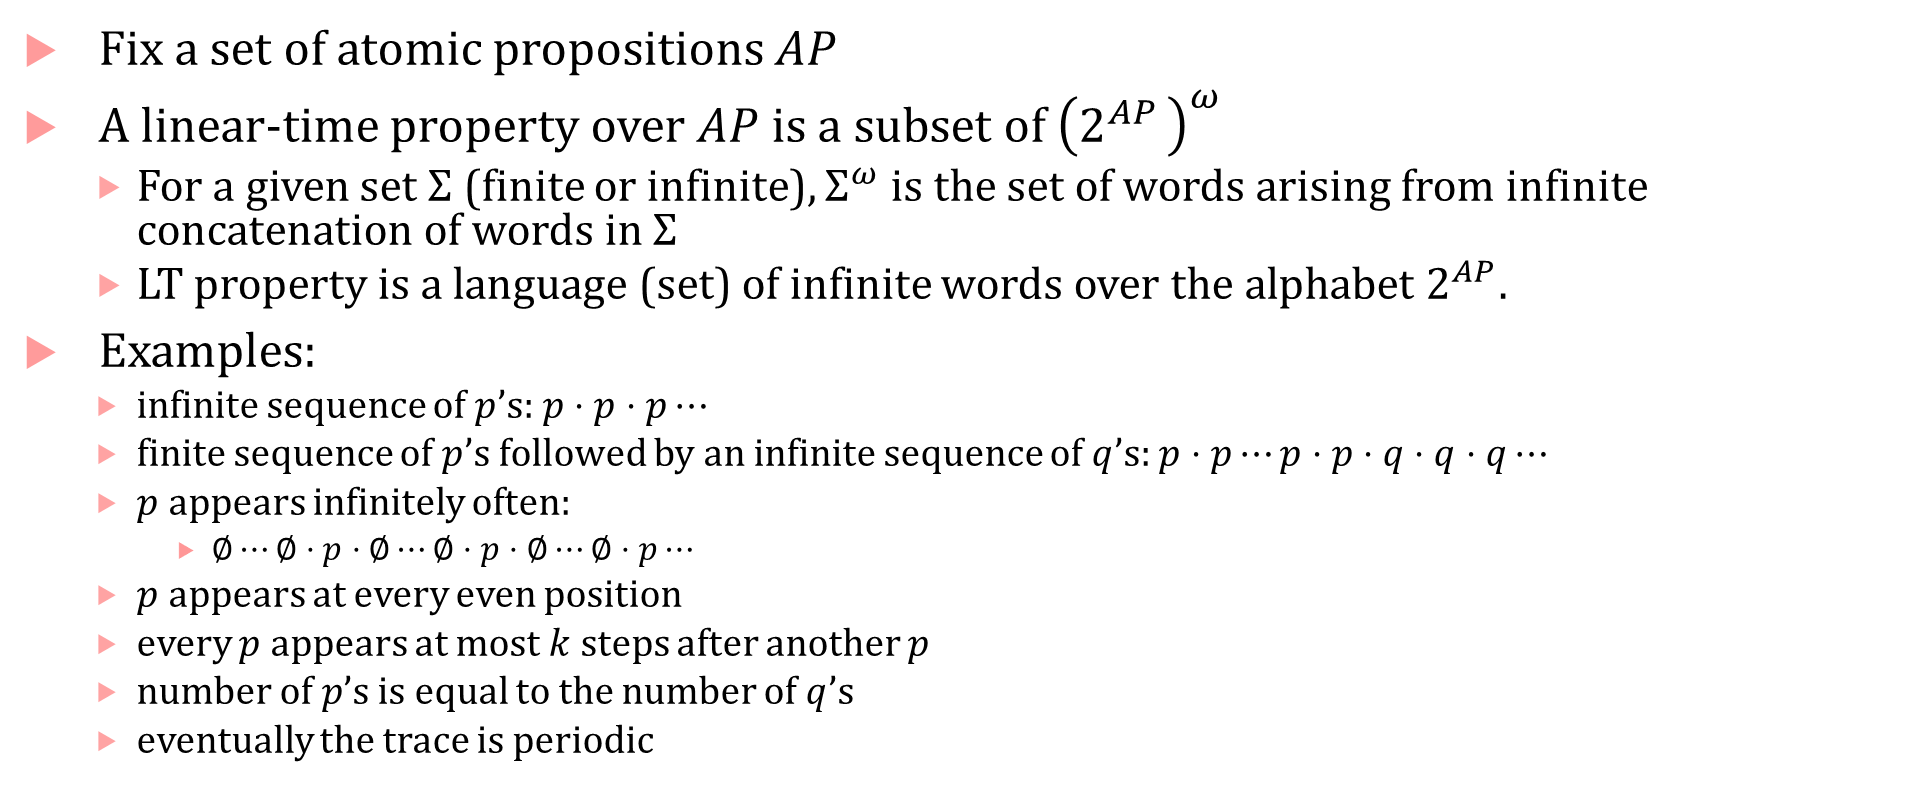 Fix a set of atomic propositions AP
A linear-time property over AP is a subset of (2^{AP})^ω
For a given set Σ (finite or infinite), Σ^ω is the set of words arising from infinite
concatenation of words in Σ
LT property is a language (set) of infinite words over the alphabet 2^{AP}.
Examples:
infinite sequence of p's: p · p · p ⋯
finite sequence of p's followed by an infinite sequence of q's: p · p ⋯ p · p · q · q · q ⋯
p appears infinitely often:
∅ ⋯ ∅ · p · ∅ ⋯ ∅ · p · ∅ ⋯ ∅ · p ⋯
p appears at every even position
every p appears at most k steps after another p
number of p's is equal to the number of q's
eventually the trace is periodic